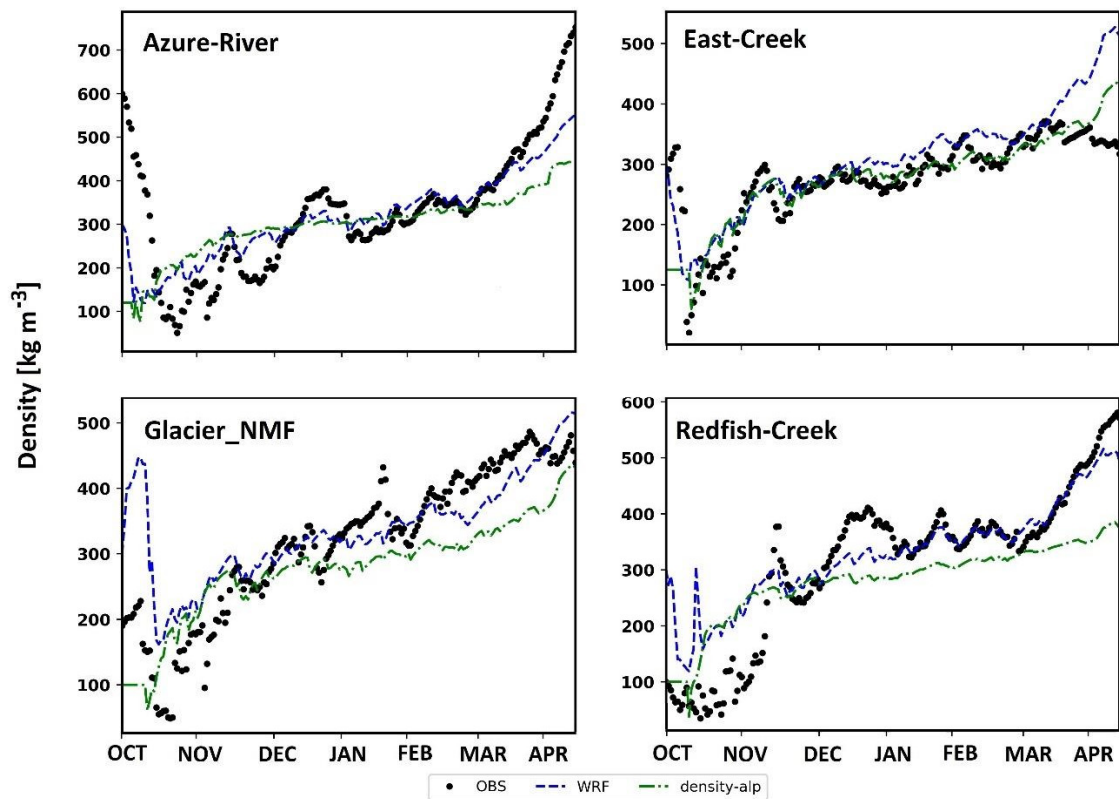 Azure-River
700
600
500
400
300
200
100
East-Creek
500
400
300
200
100
Density [kg m⁻³]
Glacier_NMF
500
400
300
200
100
OCT NOV DEC JAN FEB MAR APR
Redfish-Creek
600
500
400
300
200
100
OCT NOV DEC JAN FEB MAR APR
OBS WRF density-alp